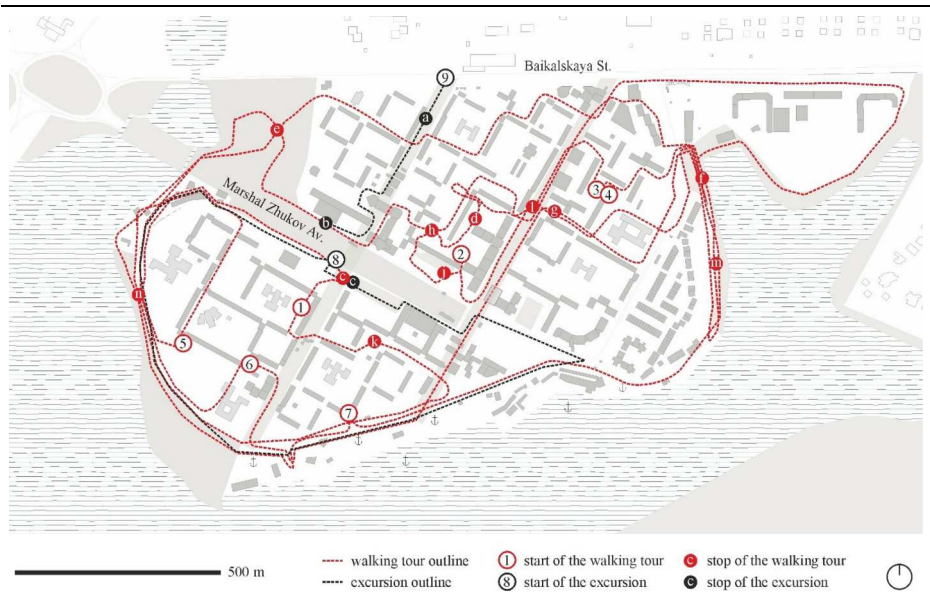 Baikalskaya St.
9
a
e
3
4
f
l
g
Marshal Zhukov Av.
b
h
d
2
8
j
m
c
c
n
1
5
k
6
7
walking tour outline
1
start of the walking tour
c
stop of the walking tour
500 m
excursion outline
8
start of the excursion
c
stop of the excursion